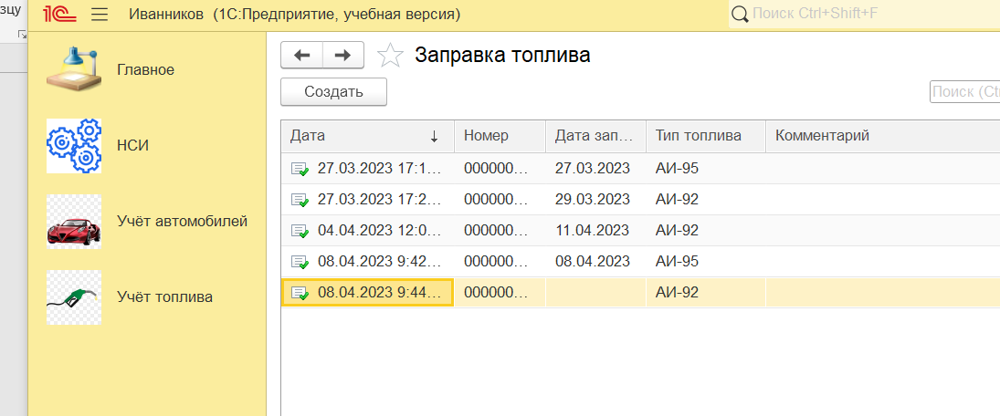 зцу
1С Иванников (1С:Предприятие, учебная версия)
Поиск Ctrl+Shift+F
Главное
НСИ
Учёт автомобилей
Учёт топлива
Заправка топлива
Создать
Поиск (Ct
Дата ↓ Номер Дата зап... Тип топлива Комментарий
27.03.2023 17:1... 000000... 27.03.2023 АИ-95
27.03.2023 17:2... 000000... 29.03.2023 АИ-92
04.04.2023 12:0... 000000... 11.04.2023 АИ-92
08.04.2023 9:42... 000000... 08.04.2023 АИ-95
08.04.2023 9:44... 000000... АИ-92